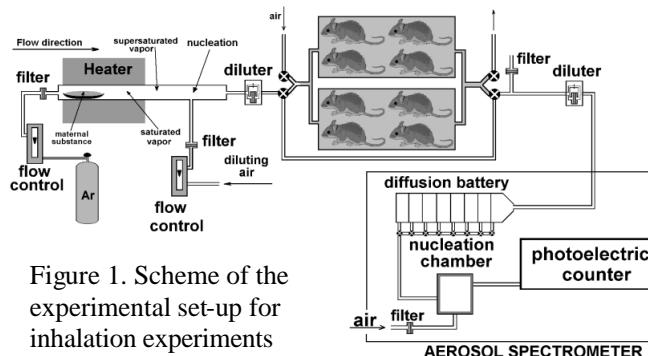 Flow direction
supersaturated
vapor
nucleation
air
Heater
filter
diluter
maternal
substance
saturated
vapor
filter
flow
control
Ar
diluting
air
flow
control
filter
diluter
diffusion battery
nucleation
chamber
photoelectric
counter
air
filter
AEROSOL SPECTROMETER
Figure 1. Scheme of the
experimental set-up for
inhalation experiments